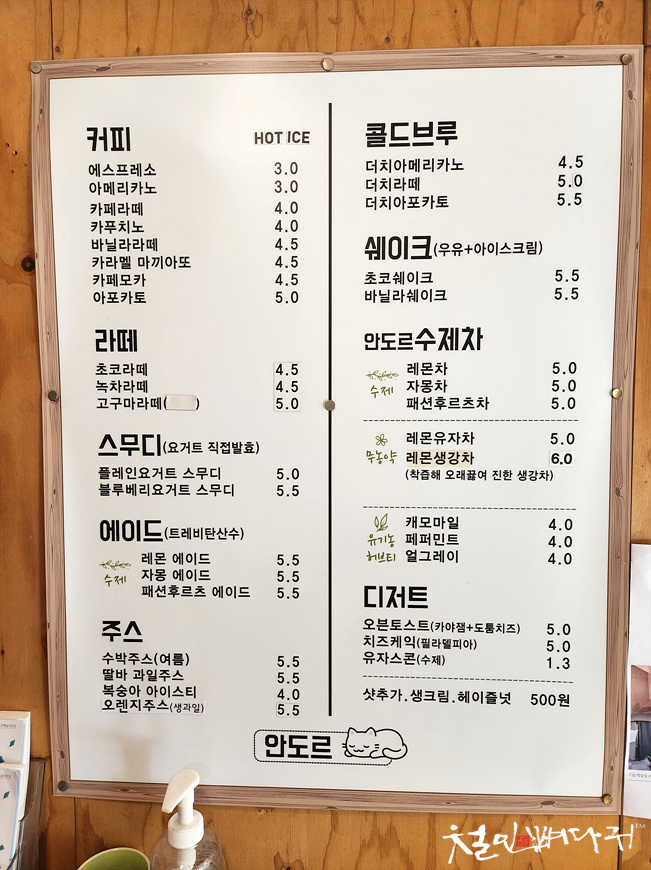 커피 HOT ICE
에스프레소 3.0
아메리카노 3.0
카페라떼 4.0
카푸치노 4.0
바닐라라떼 4.5
카라멜 마끼아또 4.5
카페모카 4.5
아포카토 5.0
라떼
초코라떼 4.5
녹차라떼 4.5
고구마라떼( ) 5.0
스무디(요거트 직접발효)
플레인요거트 스무디 5.0
블루베리요거트 스무디 5.5
에이드(트레비탄산수)
수제
레몬 에이드 5.5
자몽 에이드 5.5
패션후르츠 에이드 5.5
주스
수박주스(여름) 5.5
딸바 과일주스 5.5
복숭아 아이스티 4.0
오렌지주스(생과일) 5.5
콜드브루
더치아메리카노 4.5
더치라떼 5.0
더치아포카토 5.5
쉐이크(우유+아이스크림)
초코쉐이크 5.5
바닐라쉐이크 5.5
안도르수제차
수제
레몬차 5.0
자몽차 5.0
패션후르츠차 5.0
무농약
레몬유자차 5.0
레몬생강차 6.0
(착즙해 오래끓여 진한 생강차)
유기농
허브티
캐모마일 4.0
페퍼민트 4.0
얼그레이 4.0
디저트
오븐토스트(카야잼+도톰치즈) 5.0
치즈케익(필라델피아) 5.0
유자스콘(수제) 1.3
샷추가.생크림.헤이즐넛 500원
안도르
철민뻐다귀™